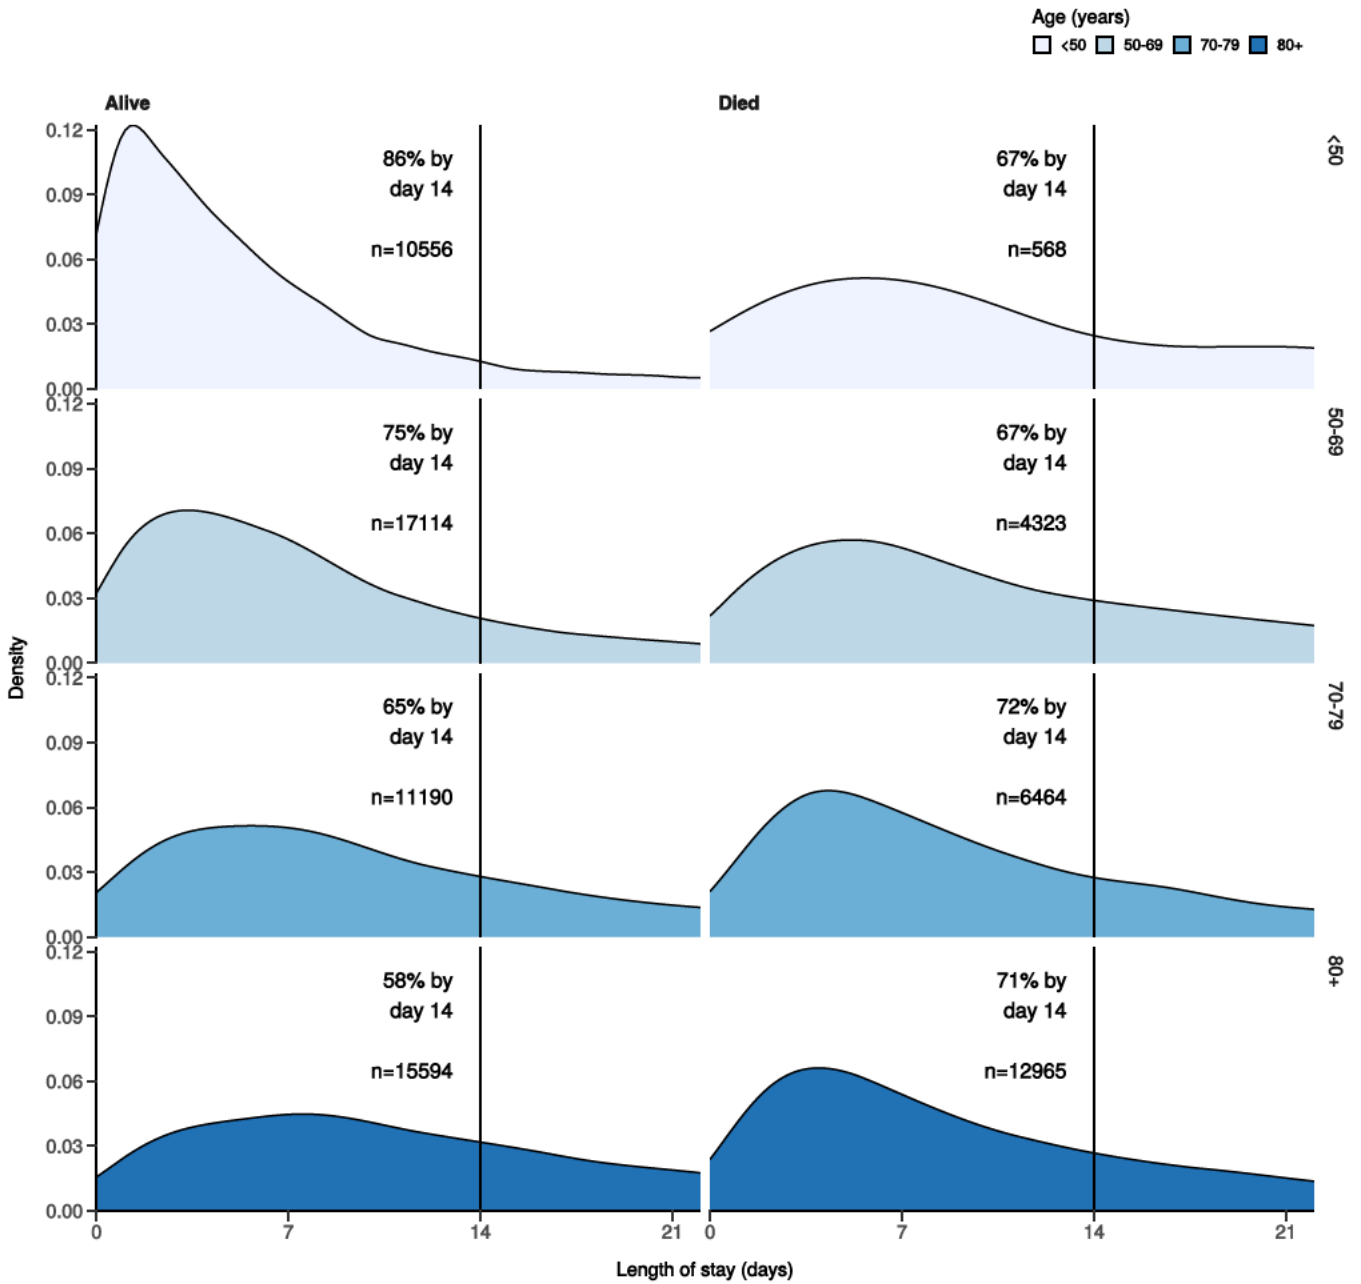 Age (years)
<50 50-69 70-79 80+
Alive Died
0.12
0.09
0.06
0.03
0.00
86% by
day 14
n=10556
67% by
day 14
n=568
<50
0.12
0.09
0.06
0.03
0.00
75% by
day 14
n=17114
67% by
day 14
n=4323
50-69
0.12
0.09
0.06
0.03
0.00
65% by
day 14
n=11190
72% by
day 14
n=6464
70-79
0.12
0.09
0.06
0.03
0.00
58% by
day 14
n=15594
71% by
day 14
n=12965
80+
Density
0 7 14 21 0 7 14 21
Length of stay (days)